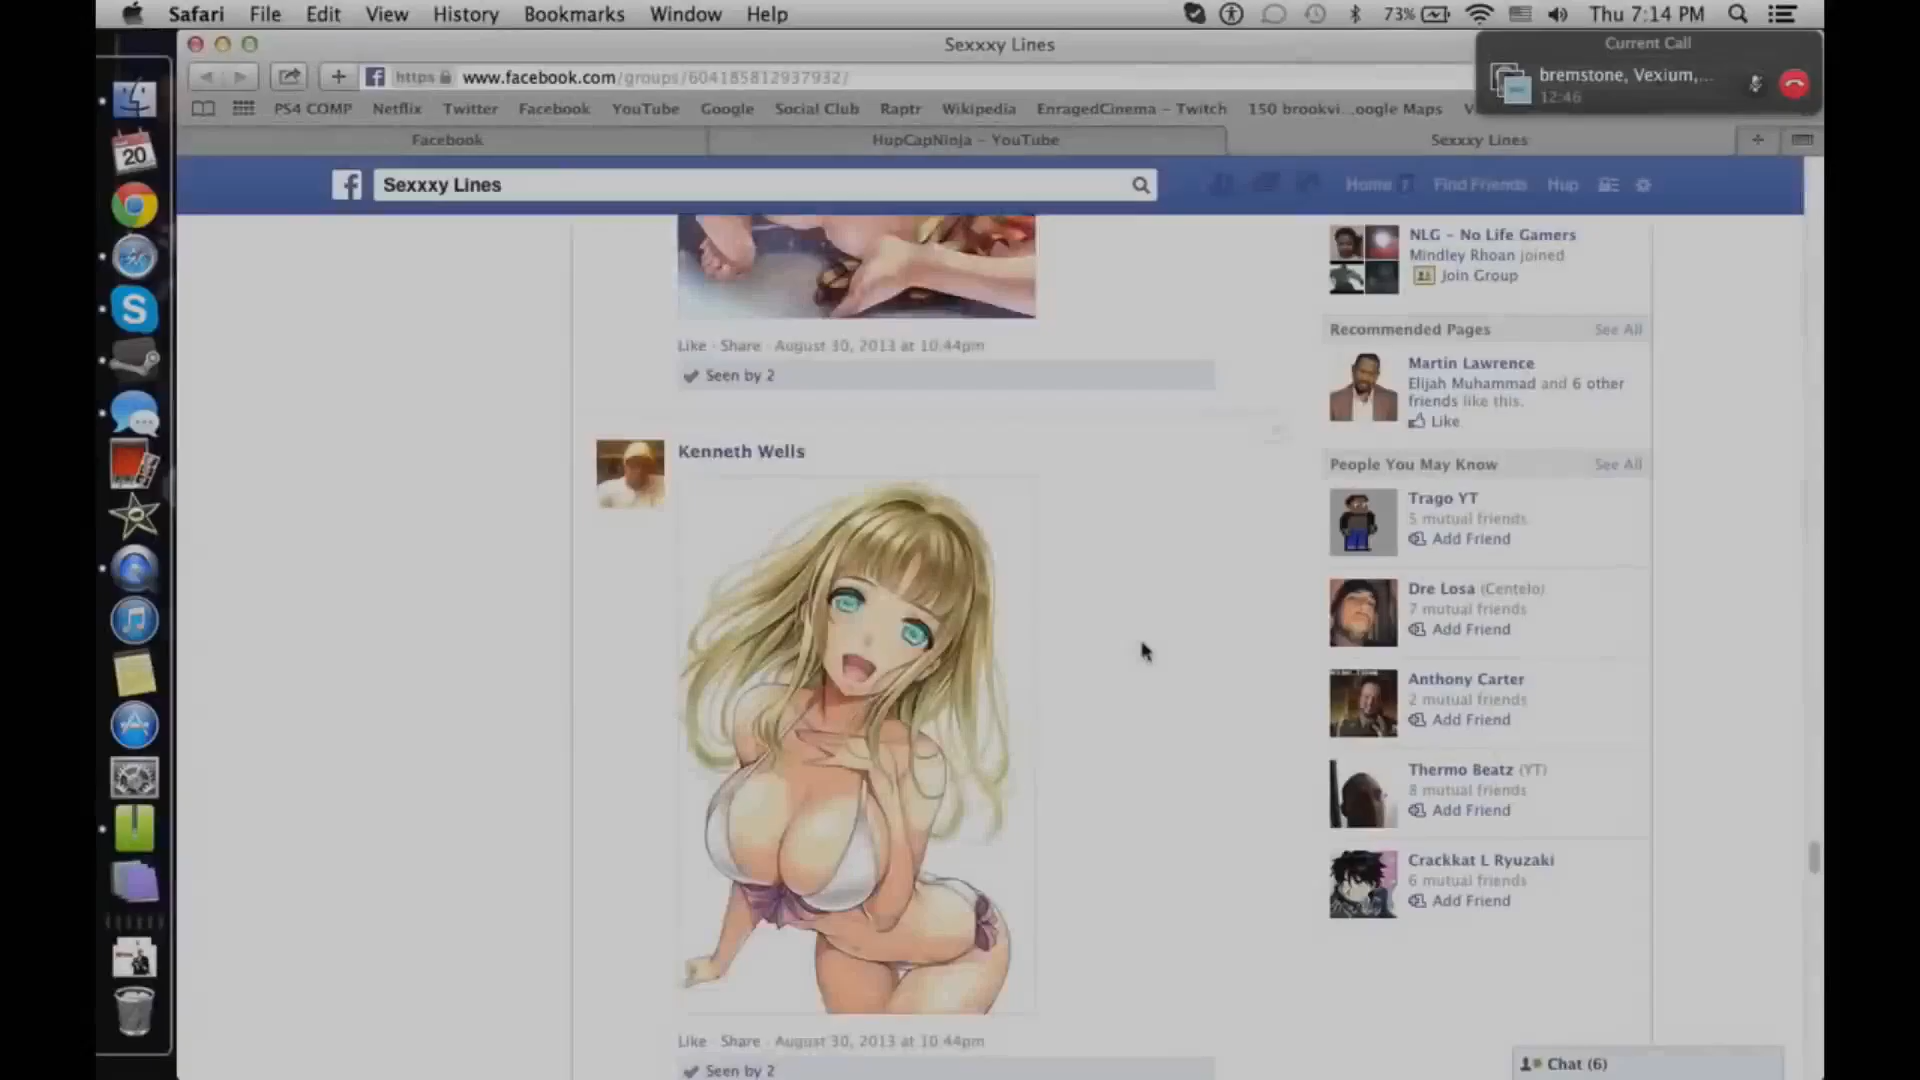 Safari File Edit View History Bookmarks Window Help 73% Thu 7:14 PM
Sexxxy Lines
Current Call
bremstone, Vexium,...
12:46
https www.facebook.com/groups/604185812937932/
PS4 COMP Netflix Twitter Facebook YouTube Google Social Club Raptr Wikipedia EnragedCinema – Twitch 150 brookvi...oogle Maps
Facebook HupCapNinja – YouTube Sexxxy Lines
Sexxxy Lines
Home Find Friends Hup
20
NLG – No Life Gamers
Mindley Rhoan joined
Join Group
Like · Share · August 30, 2013 at 10:44pm
Seen by 2
Recommended Pages See All
Martin Lawrence
Elijah Muhammad and 6 other
friends like this.
Like
Kenneth Wells
People You May Know See All
Trago YT
5 mutual friends
Add Friend
Dre Losa (Centelo)
7 mutual friends
Add Friend
Anthony Carter
2 mutual friends
Add Friend
Thermo Beatz (YT)
8 mutual friends
Add Friend
Crackkat L Ryuzaki
6 mutual friends
Add Friend
Like Share August 30, 2013 at 10:44pm
Seen by 2
Chat (6)